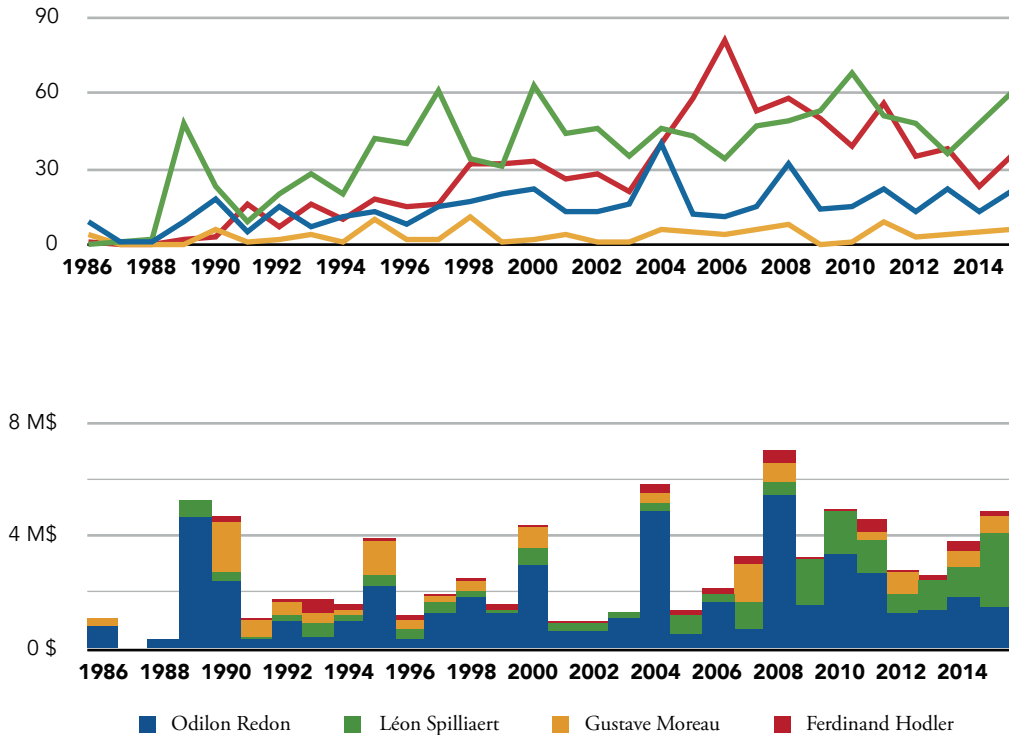 90
60
30
0
1986 1988 1990 1992 1994 1996 1998 2000 2002 2004 2006 2008 2010 2012 2014
8 M$
4 M$
0 $
1986 1988 1990 1992 1994 1996 1998 2000 2002 2004 2006 2008 2010 2012 2014
Odilon Redon Léon Spilliaert Gustave Moreau Ferdinand Hodler